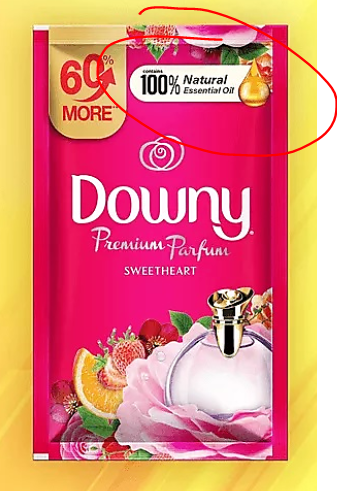 60%
MORE
CONTAINS
100% Natural
Essential Oil
Downy
Premium Parfum
SWEETHEART